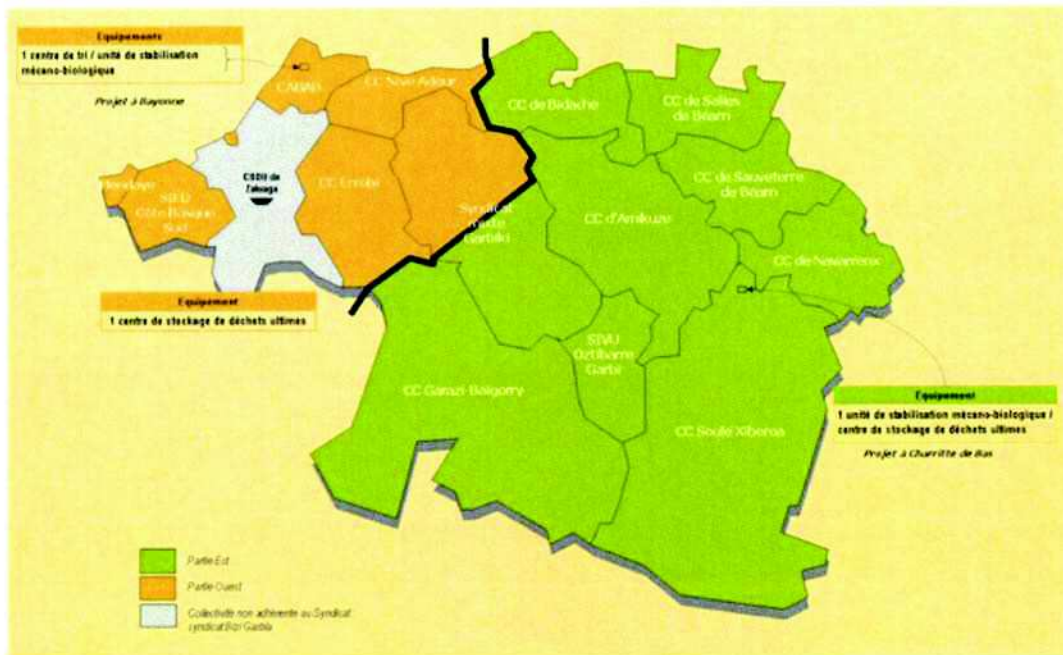 Equipements
1 centre de tri / unité de stabilisation
mécano-biologique
Projet à Bayonne
CABAB
CC Nive Adour
CC de Bidache
CC de Salies
de Béarn
CSDU de
Hendaye
SIED
Côte Basque
Sud
CC Errobi
Syndicat
mixte
Garbiki
CC d'Amikuze
CC de Sauveterre
de Béarn
CC de Navarrenx
Equipement
1 centre de stockage de déchets ultimes
SIVU
Oztibarre
Garbi
CC Garazi-Baigorry
CC Soule Xiberoa
Equipement
1 unité de stabilisation mécano-biologique /
centre de stockage de déchets ultimes
Projet à Charritte de Bas
Partie Est
Partie Ouest
Collectivité non adhérente au Syndicat
syndicat Bizi Garbia